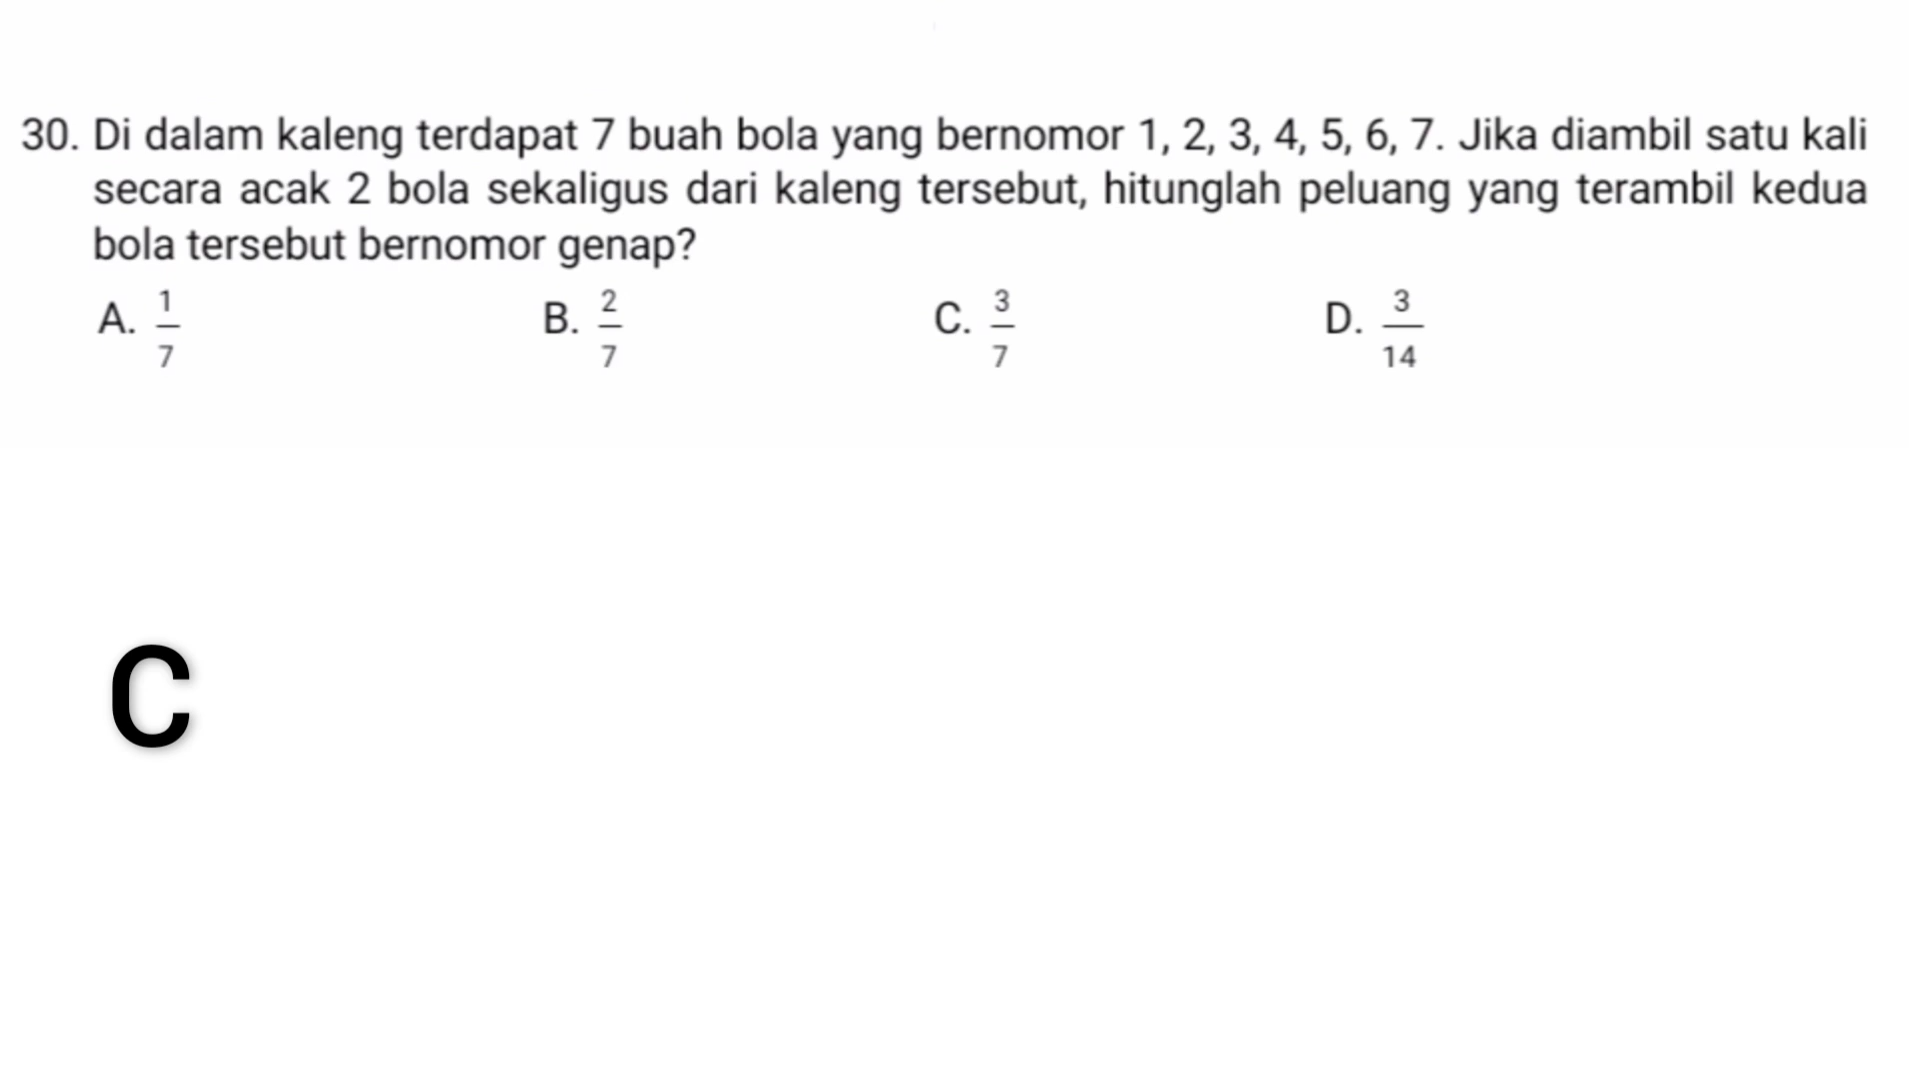 30. Di dalam kaleng terdapat 7 buah bola yang bernomor 1, 2, 3, 4, 5, 6, 7. Jika diambil satu kali
secara acak 2 bola sekaligus dari kaleng tersebut, hitunglah peluang yang terambil kedua
bola tersebut bernomor genap?
A. 1/7 B. 2/7 C. 3/7 D. 3/14
C